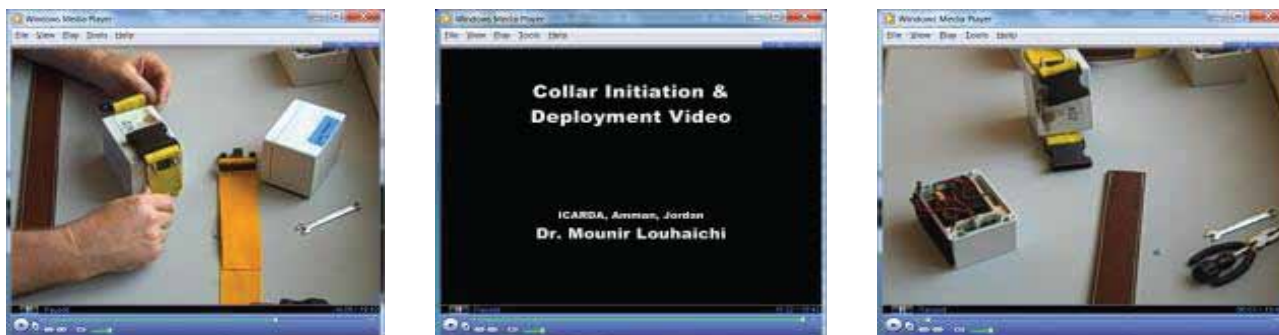 Windows Media Player
File View Play Tools Help
Windows Media Player
File View Play Tools Help
Collar Initiation &
Deployment Video
ICARDA, Amman, Jordan
Dr. Mounir Louhaichi
Windows Media Player
File View Play Tools Help